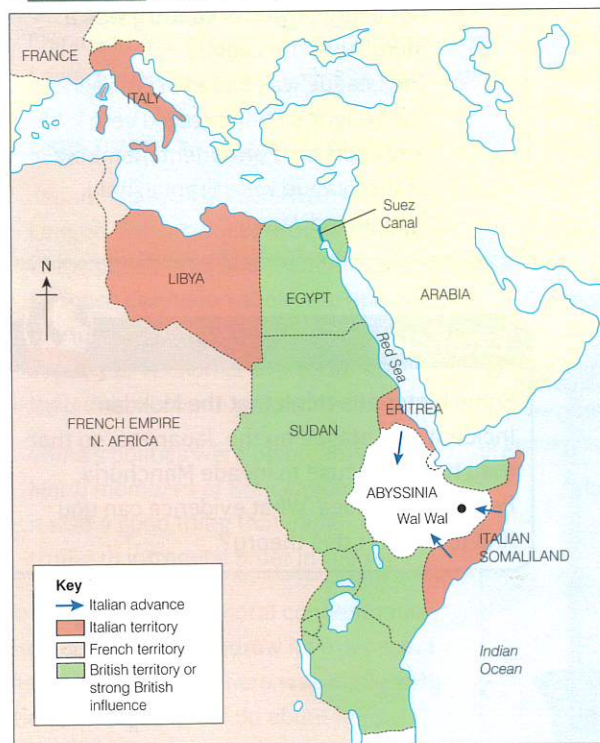 FRANCE
ITALY
Suez
Canal
N
LIBYA
EGYPT
ARABIA
Red Sea
ERITREA
FRENCH EMPIRE
N. AFRICA
SUDAN
ABYSSINIA
Wal Wal
ITALIAN
SOMALILAND
Key
Italian advance
Italian territory
French territory
British territory or
strong British
influence
Indian
Ocean